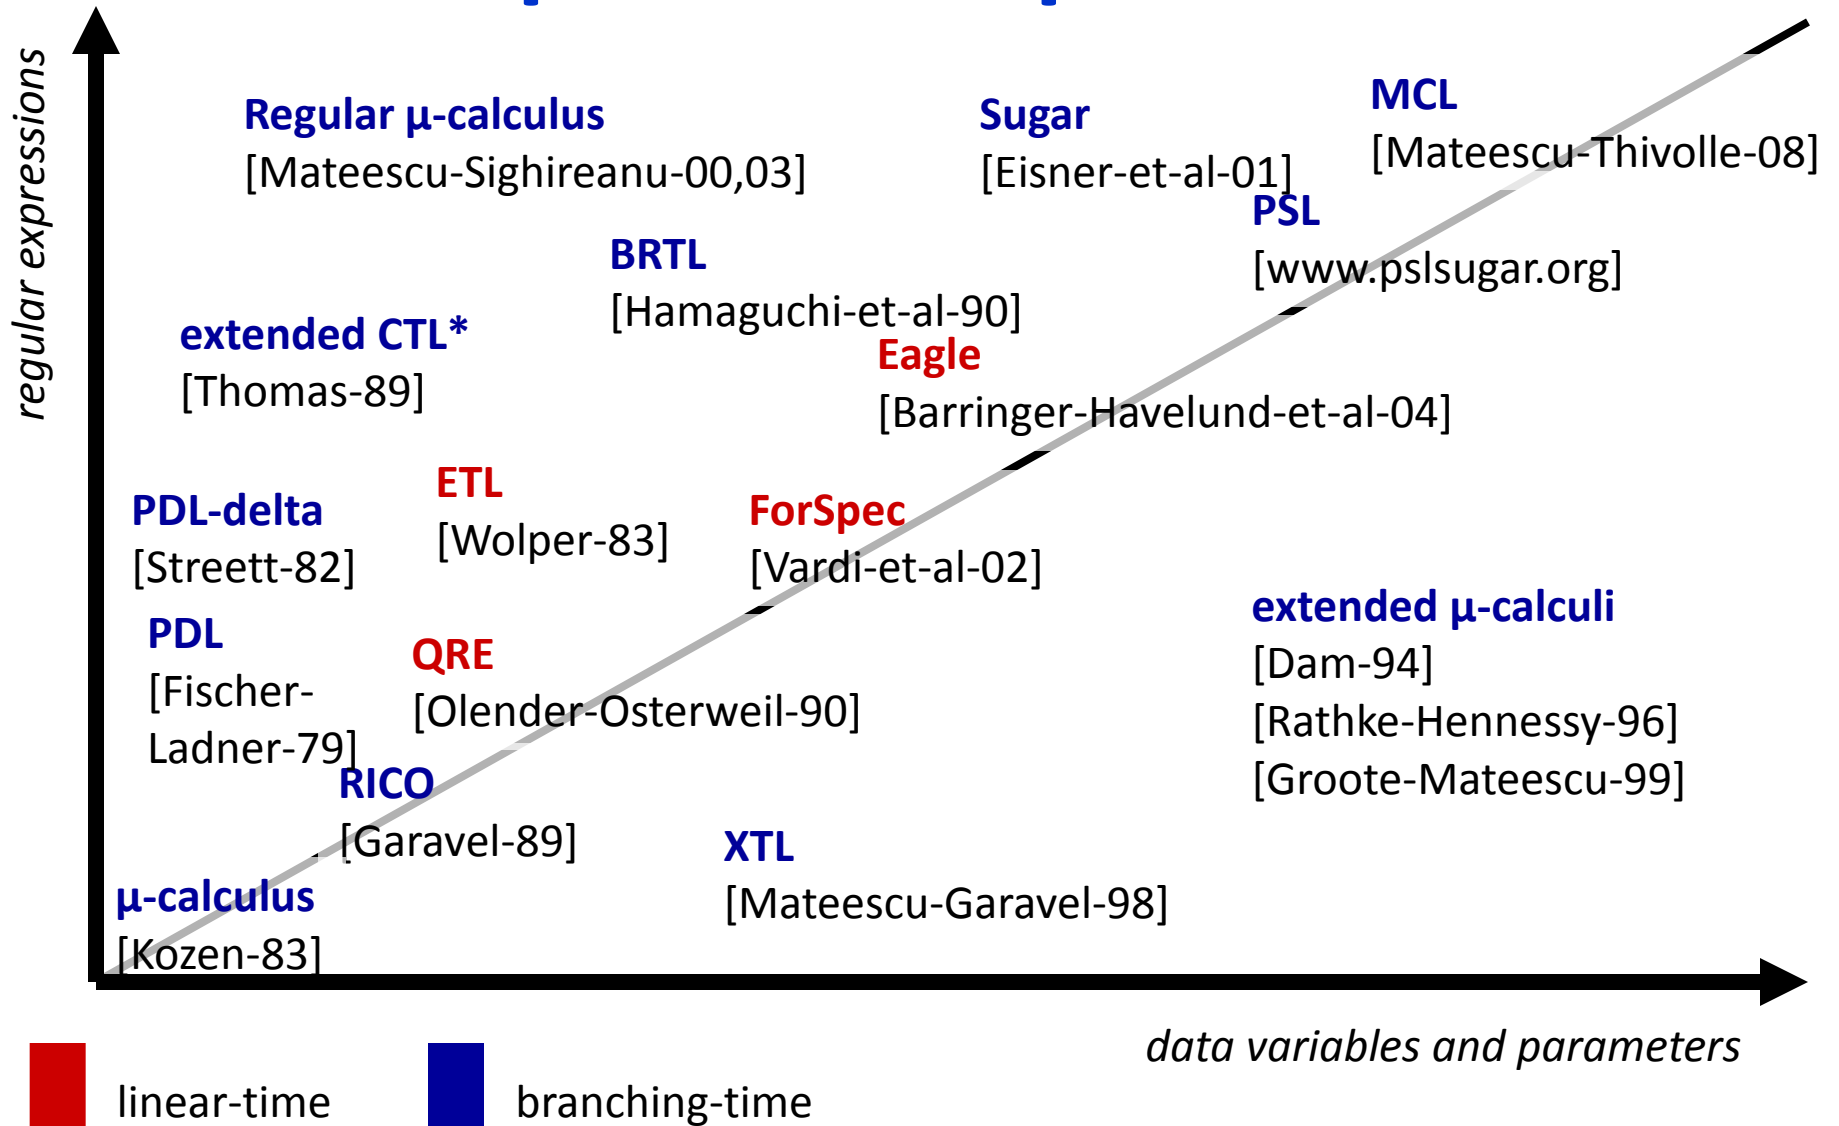 regular expressions
Regular µ-calculus
[Mateescu-Sighireanu-00,03]
Sugar
[Eisner-et-al-01]
MCL
[Mateescu-Thivolle-08]
PSL
[www.pslsugar.org]
BRTL
[Hamaguchi-et-al-90]
extended CTL*
[Thomas-89]
Eagle
[Barringer-Havelund-et-al-04]
PDL-delta
[Streett-82]
ETL
[Wolper-83]
ForSpec
[Vardi-et-al-02]
extended µ-calculi
[Dam-94]
[Rathke-Hennessy-96]
[Groote-Mateescu-99]
PDL
[Fischer-
Ladner-79]
QRE
[Olender-Osterweil-90]
RICO
[Garavel-89]
XTL
[Mateescu-Garavel-98]
µ-calculus
[Kozen-83]
data variables and parameters
linear-time
branching-time